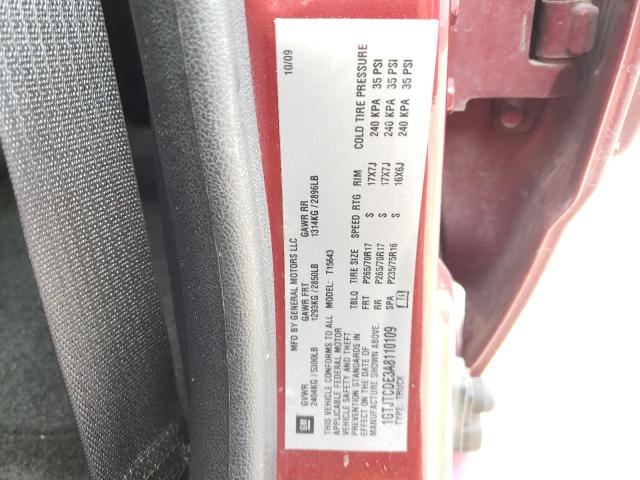 10/09
MFD BY GENERAL MOTORS LLC
GVWR GAWR FRT GAWR RR
2404KG / 5300LB 1293KG / 2850LB 1314KG / 2896LB
THIS VEHICLE CONFORMS TO ALL MODEL: T15643
APPLICABLE FEDERAL MOTOR
VEHICLE SAFETY AND THEFT
PREVENTION STANDARDS IN
EFFECT ON THE DATE OF
MANUFACTURE SHOWN ABOVE.
1GTJTCDE3A8110109
TYPE: TRUCK
GM
TBLO TIRE SIZE SPEED RTG RIM COLD TIRE PRESSURE
FRT P265/70R17 S 17X7J 240 KPA 35 PSI
RR P265/70R17 S 17X7J 240 KPA 35 PSI
SPA P235/75R16 S 16X6J 240 KPA 35 PSI